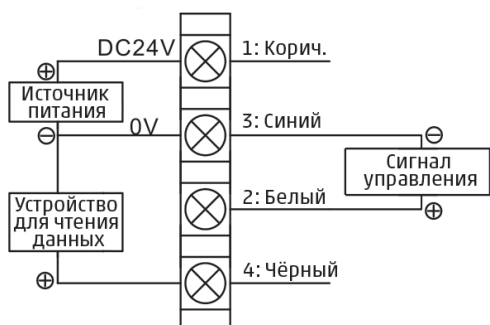 DC24V
1: Корич.
⊕
Источник
питания
⊖
0V
3: Синий
⊖
Сигнал
управления
2: Белый
⊕
Устройство
для чтения
данных
⊕
4: Чёрный